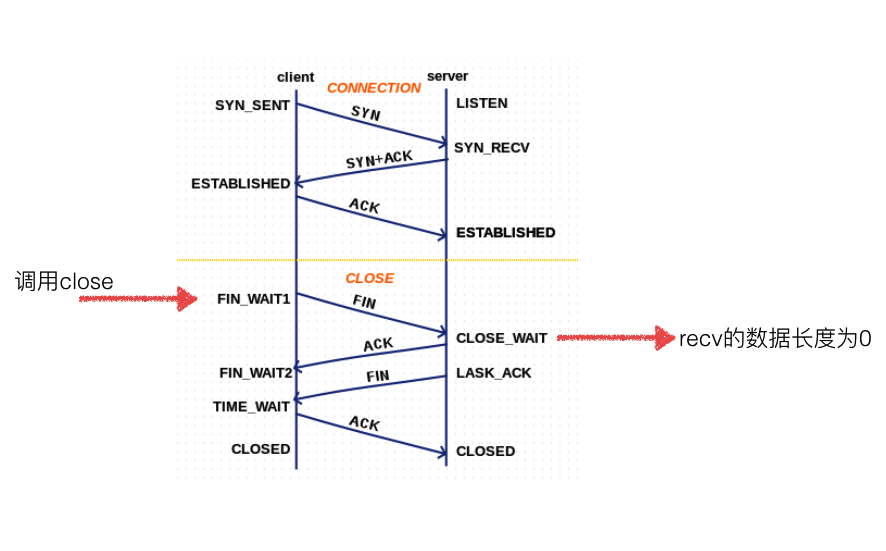 client
server
CONNECTION
SYN_SENT
LISTEN
SYN
SYN_RECV
SYN+ACK
ESTABLISHED
ACK
ESTABLISHED
调用close
CLOSE
FIN_WAIT1
FIN
CLOSE_WAIT
recv的数据长度为0
ACK
FIN_WAIT2
FIN
LASK_ACK
TIME_WAIT
ACK
CLOSED
CLOSED